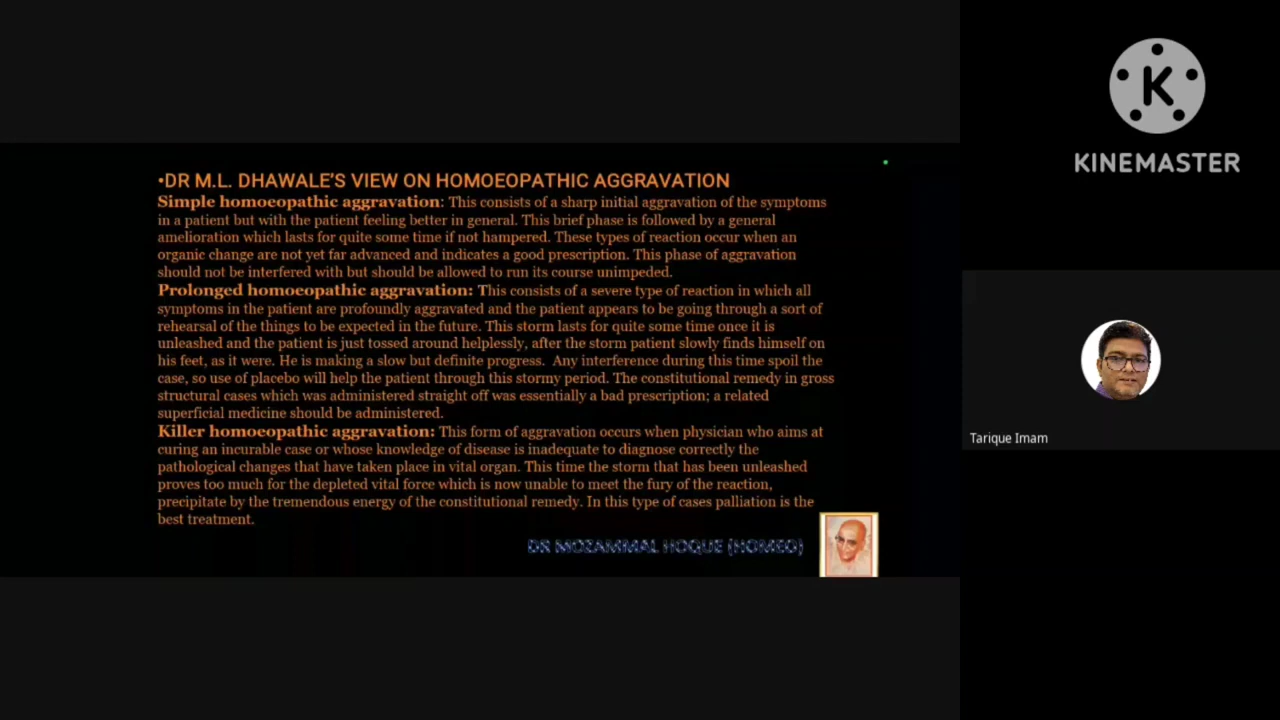 •DR M.L. DHAWALE'S VIEW ON HOMOEOPATHIC AGGRAVATION
Simple homoeopathic aggravation: This consists of a sharp initial aggravation of the symptoms
in a patient but with the patient feeling better in general. This brief phase is followed by a general
amelioration which lasts for quite some time if not hampered. These types of reaction occur when an
organic change are not yet far advanced and indicates a good prescription. This phase of aggravation
should not be interfered with but should be allowed to run its course unimpeded.
Prolonged homoeopathic aggravation: This consists of a severe type of reaction in which all
symptoms in the patient are profoundly aggravated and the patient appears to be going through a sort of
rehearsal of the things to be expected in the future. This storm lasts for quite some time once it is
unleashed and the patient is just tossed around helplessly, after the storm patient slowly finds himself on
his feet, as it were. He is making a slow but definite progress. Any interference during this time spoil the
case, so use of placebo will help the patient through this stormy period. The constitutional remedy in gross
structural cases which was administered straight off was essentially a bad prescription; a related
superficial medicine should be administered.
Killer homoeopathic aggravation: This form of aggravation occurs when physician who aims at
curing an incurable case or whose knowledge of disease is inadequate to diagnose correctly the
pathological changes that have taken place in vital organ. This time the storm that has been unleashed
proves too much for the depleted vital force which is now unable to meet the fury of the reaction,
precipitate by the tremendous energy of the constitutional remedy. In this type of cases palliation is the
best treatment.
DR MOZAMMAL HOQUE (HOMEO)
K
KINEMASTER
Tarique Imam